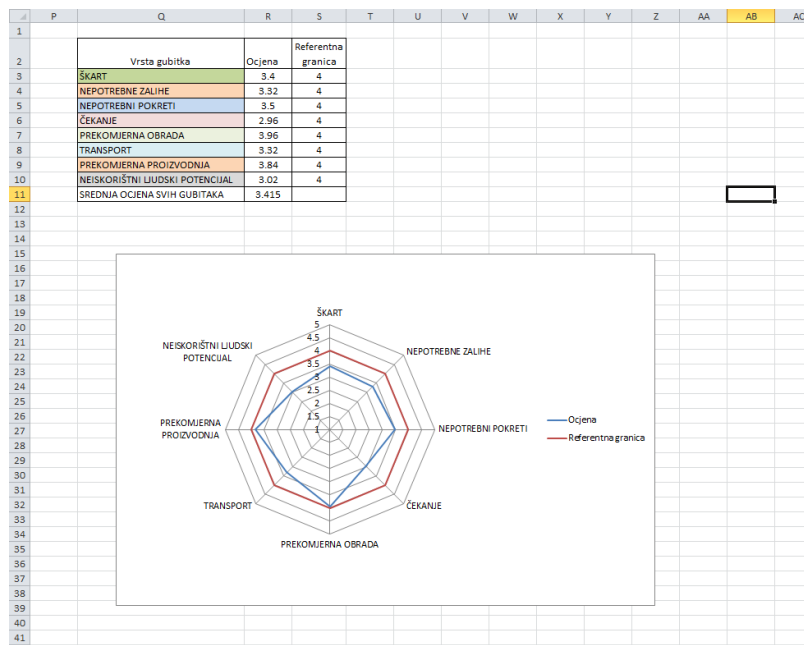 P Q R S T U V W X Y Z AA AB AC
1
2 Vrsta gubitka Ocjena Referentna granica
3 ŠKART 3.4 4
4 NEPOTREBNE ZALIHE 3.32 4
5 NEPOTREBNI POKRETI 3.5 4
6 ČEKANJE 2.96 4
7 PREKOMJERNA OBRADA 3.96 4
8 TRANSPORT 3.32 4
9 PREKOMJERNA PROIZVODNJA 3.84 4
10 NEISKORIŠTNI LJUDSKI POTENCIJAL 3.02 4
11 SREDNJA OCJENA SVIH GUBITAKA 3.415
12
13
14
15
16
17
18
19
20
21
22
23
24
25
26
27
28
29
30
31
32
33
34
35
36
37
38
39
40
41
ŠKART
5
4.5
4
3.5
3
2.5
2
1.5
1
NEPOTREBNE ZALIHE
NEPOTREBNI POKRETI
ČEKANJE
PREKOMJERNA OBRADA
TRANSPORT
PREKOMJERNA
PROIZVODNJA
NEISKORIŠTNI LJUDSKI
POTENCIJAL
Ocjena
Referentna granica